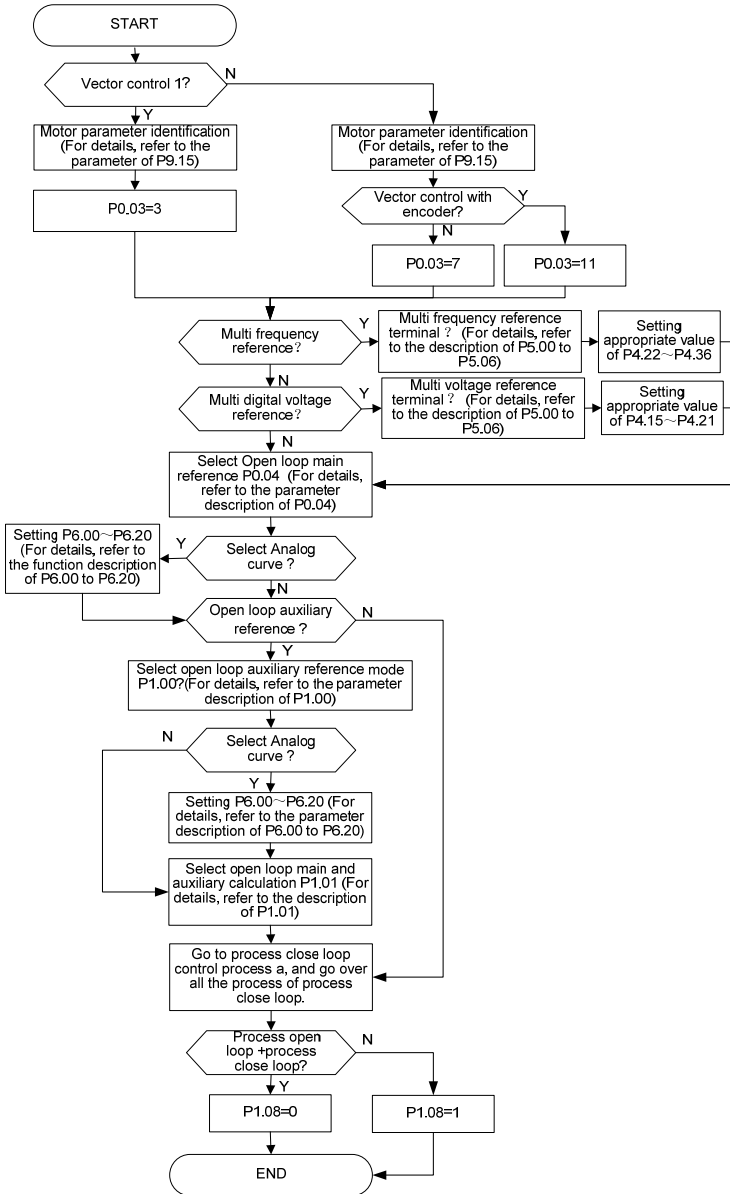 START
Vector control 1?
N
Y
Motor parameter identification
(For details, refer to the
parameter of P9.15)
Motor parameter identification
(For details, refer to the
parameter of P9.15)
P0.03=3
Vector control with
encoder?
Y
N
P0.03=7
P0.03=11
Multi frequency
reference?
Y
Multi frequency reference
terminal？ (For details, refer
to the description of P5.00 to
P5.06)
Setting
appropriate value
of P4.22～P4.36
N
Multi digital voltage
reference?
Y
Multi voltage reference
terminal？ (For details, refer
to the description of P5.00 to
P5.06)
Setting
appropriate value
of P4.15～P4.21
N
Select Open loop main
reference P0.04 (For details,
refer to the parameter
description of P0.04)
Setting P6.00～P6.20
(For details, refer to
the function description
of P6.00 to P6.20)
Y
Select Analog
curve？
N
Open loop auxiliary
reference？
N
Y
Select open loop auxiliary reference mode
P1.00?(For details, refer to the parameter
description of P1.00)
N
Select Analog
curve？
Y
Setting P6.00～P6.20 (For
details, refer to the parameter
description of P6.00 to P6.20)
Select open loop main and
auxiliary calculation P1.01 (For
details, refer to the description
of P1.01)
Go to process close loop
control process a, and go over
all the process of process
close loop.
Process open
loop +process
close loop?
N
Y
P1.08=0
P1.08=1
END